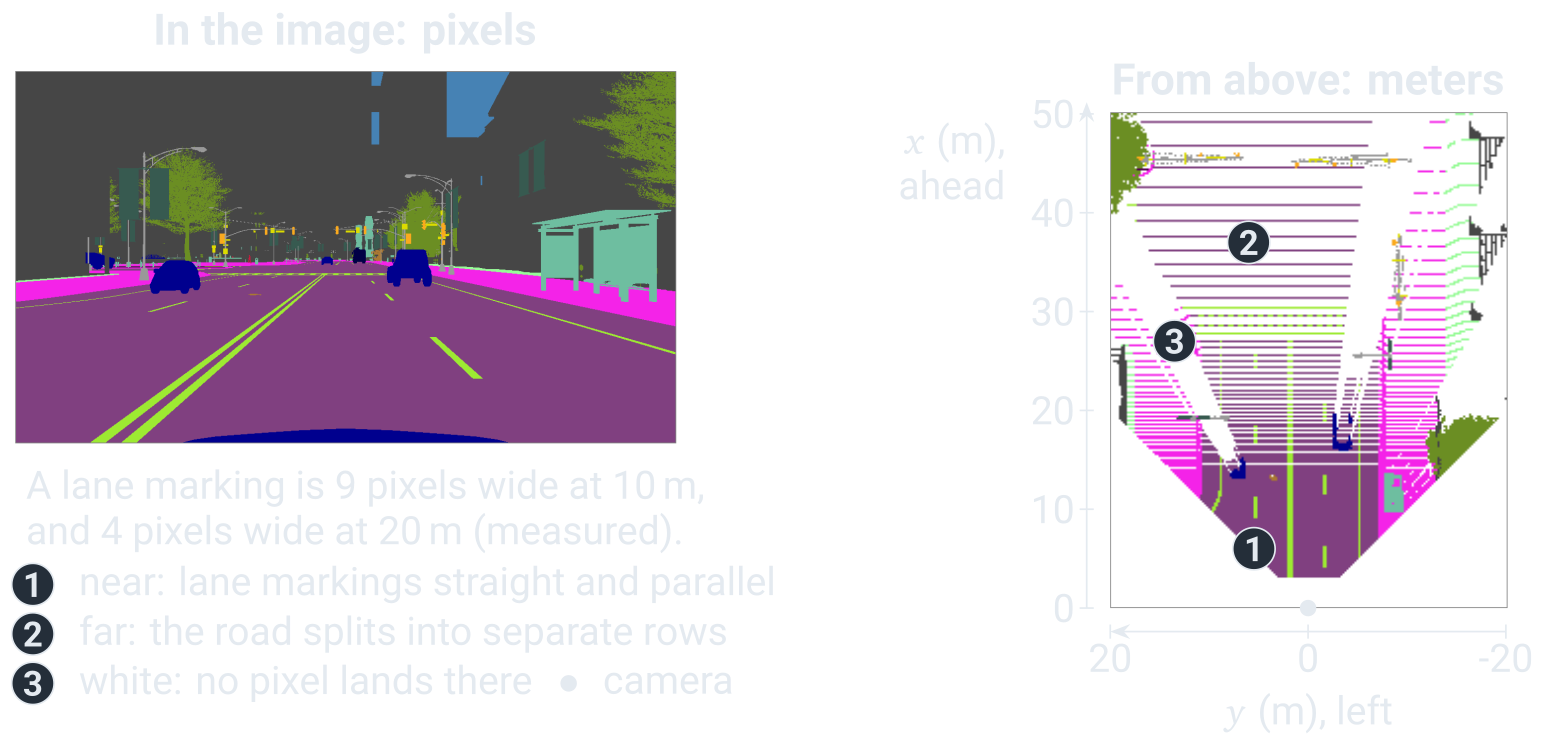 In the image: pixels
A lane marking is 9 pixels wide at 10 m,
and 4 pixels wide at 20 m (measured).
1 near: lane markings straight and parallel
2 far: the road splits into separate rows
3 white: no pixel lands there • camera
From above: meters
x (m),
ahead
50
40
30
20
10
0
2
3
1
20 0 -20
y (m), left